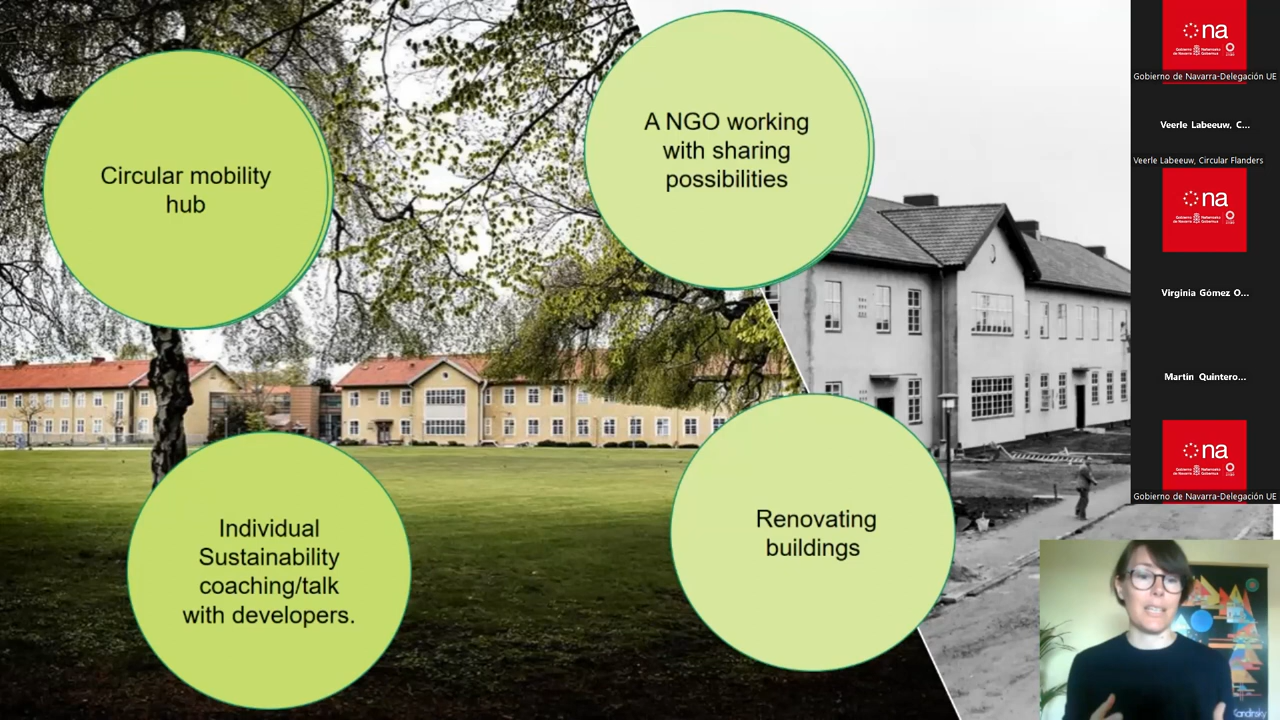 Circular mobility
hub
A NGO working
with sharing
possibilities
Individual
Sustainability
coaching/talk
with developers.
Renovating
buildings
na
Gobierno de Navarra-Delegación UE
Veerle Labeeuw, C...
Veerle Labeeuw, Circular Flanders
na
Virginia Gómez O...
Martin Quintero...
na
Gobierno de Navarra-Delegación UE
Kandinsky